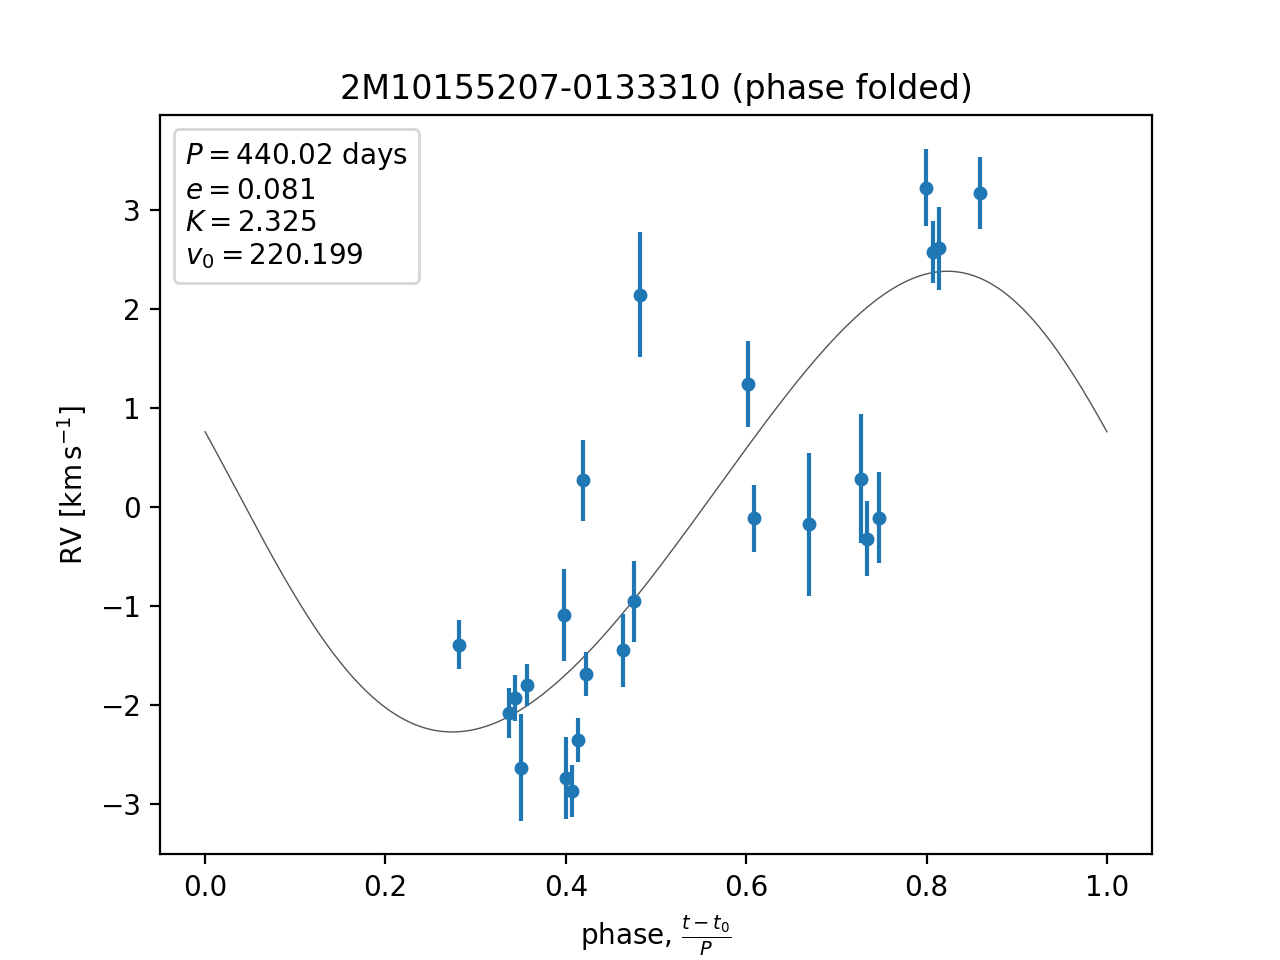 2M10155207-0133310 (phase folded)
P = 440.02 days
e = 0.081
K = 2.325
v₀ = 220.199
RV [km s⁻¹]
3
2
1
0
−1
−2
−3
0.0 0.2 0.4 0.6 0.8 1.0
phase, (t − t₀)/P